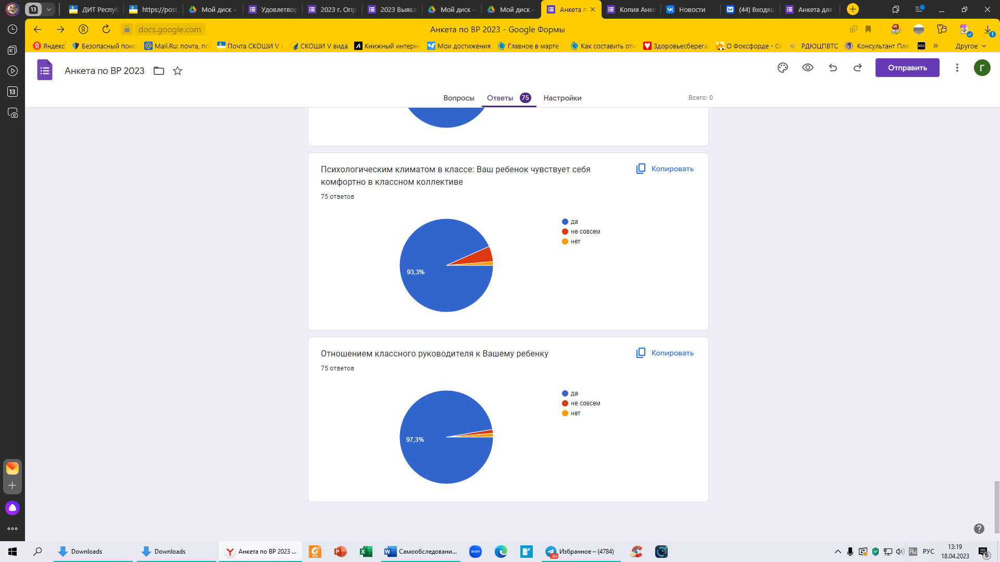 13
ДИТ Респуб
https://post.
Мой диск –
Удовлетвор
2023 г. Опр
2023 Выявл
Мой диск –
Мой диск –
Анкета п
Копия Анке
Новости
(44) Входящ
Анкета для
docs.google.com
Анкета по ВР 2023 - Google Формы
1
Яндекс
Безопасный поис
Mail.Ru: почта, по
Почта СКОШИ V в
СКОШИ V вида
Книжный интерн
Мои достижения
Главное в марте -
Как составить отч
Здоровьесберега
О Фоксфорде - О
РДЮЦПВТС
Консультант Плю
»
Другое
Анкета по ВР 2023
Отправить
Г
13
Вопросы
Ответы 75
Настройки
Всего: 0
Психологическим климатом в классе: Ваш ребенок чувствует себя
комфортно в классном коллективе
Копировать
75 ответов
да
не совсем
нет
93,3%
Отношением классного руководителя к Вашему ребенку
Копировать
75 ответов
да
не совсем
нет
97,3%
Downloads
Downloads
Анкета по ВР 2023 ...
Самообследовани...
zoom
Избранное – (4784)
Ru
РУС
13:19
18.04.2023
6